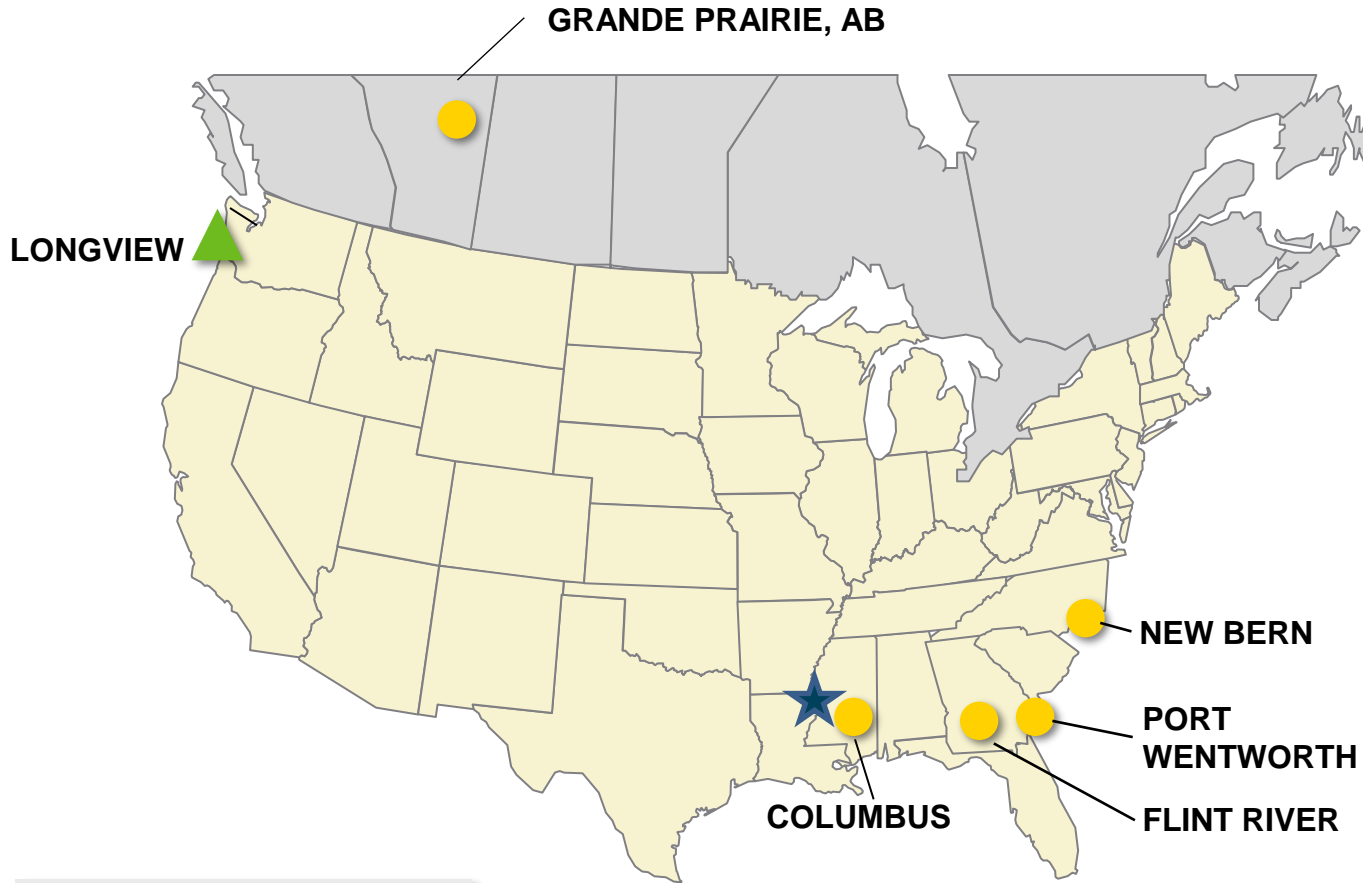 GRANDE PRAIRIE, AB
LONGVIEW
NEW BERN
PORT
WENTWORTH
COLUMBUS
FLINT RIVER